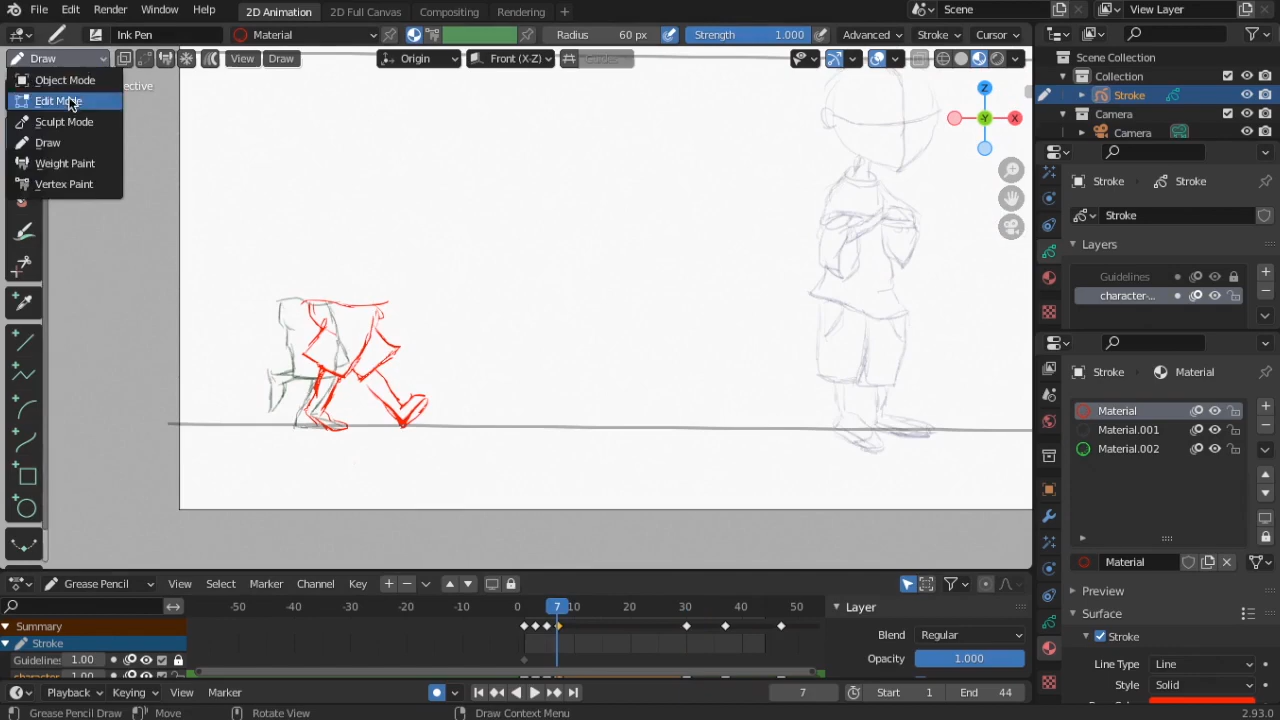 File Edit Render Window Help 2D Animation 2D Full Canvas Compositing Rendering Scene View Layer
Ink Pen Material Radius 60 px Strength 1.000 Advanced Stroke Cursor
Draw View Draw Origin Front (X-Z) Guides
Object Mode
Edit Mode
Sculpt Mode
Draw
Weight Paint
Vertex Paint
Z
-Y
X
Scene Collection
Collection
Stroke
Camera
Camera
Stroke Stroke
Stroke F
Layers
Guidelines
character-...
Stroke Material
Material
Material.001
Material.002
Material
Preview
Surface
Stroke
Line Type Line
Style Solid
Grease Pencil View Select Marker Channel Key
-50 -40 -30 -20 -10 0 7 10 20 30 40 50
Summary
Stroke
Guideline 1.00
1.00
Layer
Blend Regular
Opacity 1.000
Playback Keying View Marker 7 Start 1 End 44
Grease Pencil Draw Move Rotate View Draw Context Menu 2.93.0